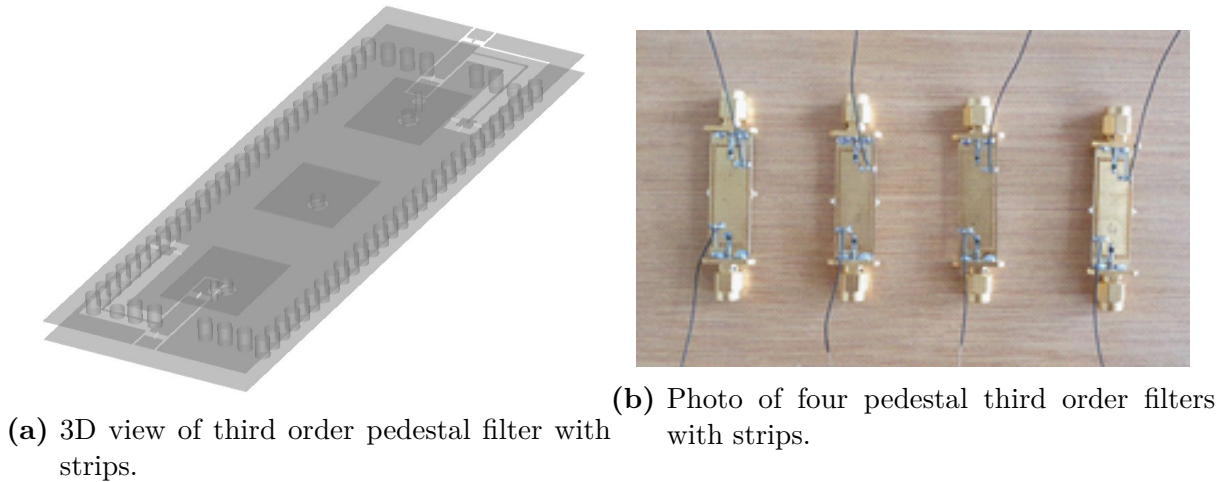 (a) 3D view of third order pedestal filter with
strips.
(b) Photo of four pedestal third order filters
with strips.